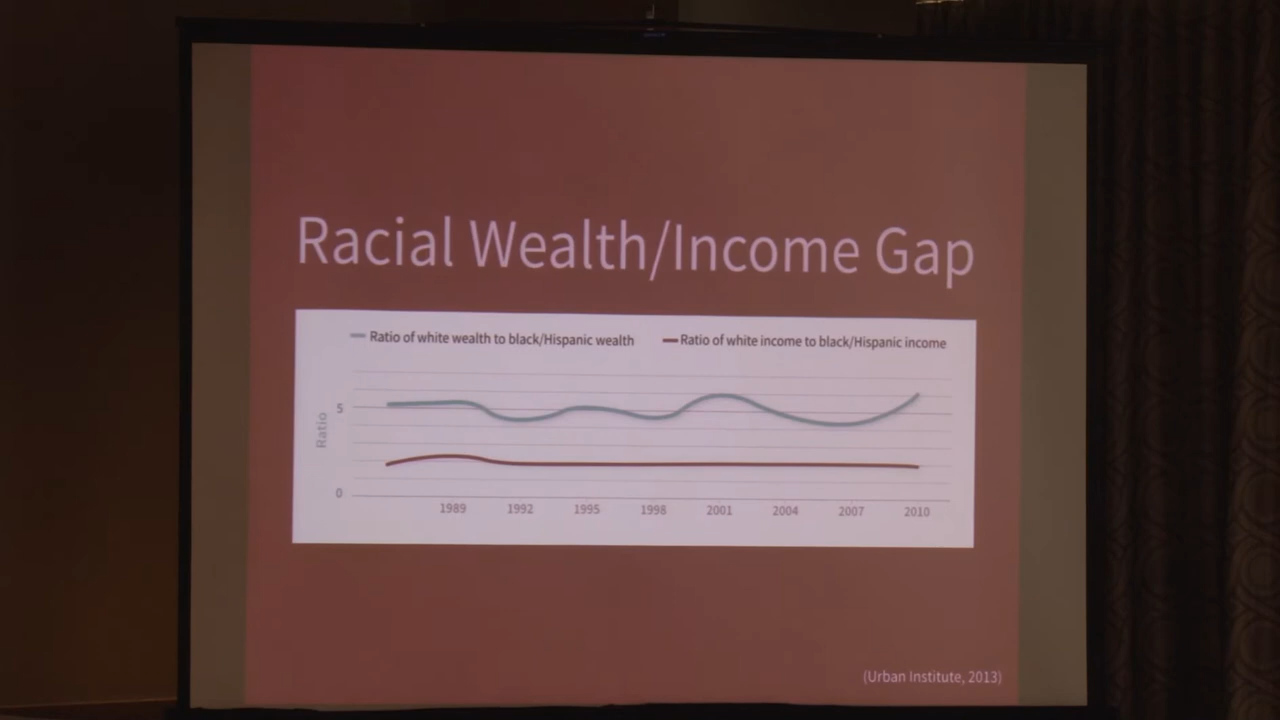 Racial Wealth/Income Gap
Ratio of white wealth to black/Hispanic wealth Ratio of white income to black/Hispanic income
Ratio
5
0
1989 1992 1995 1998 2001 2004 2007 2010
(Urban Institute, 2013)